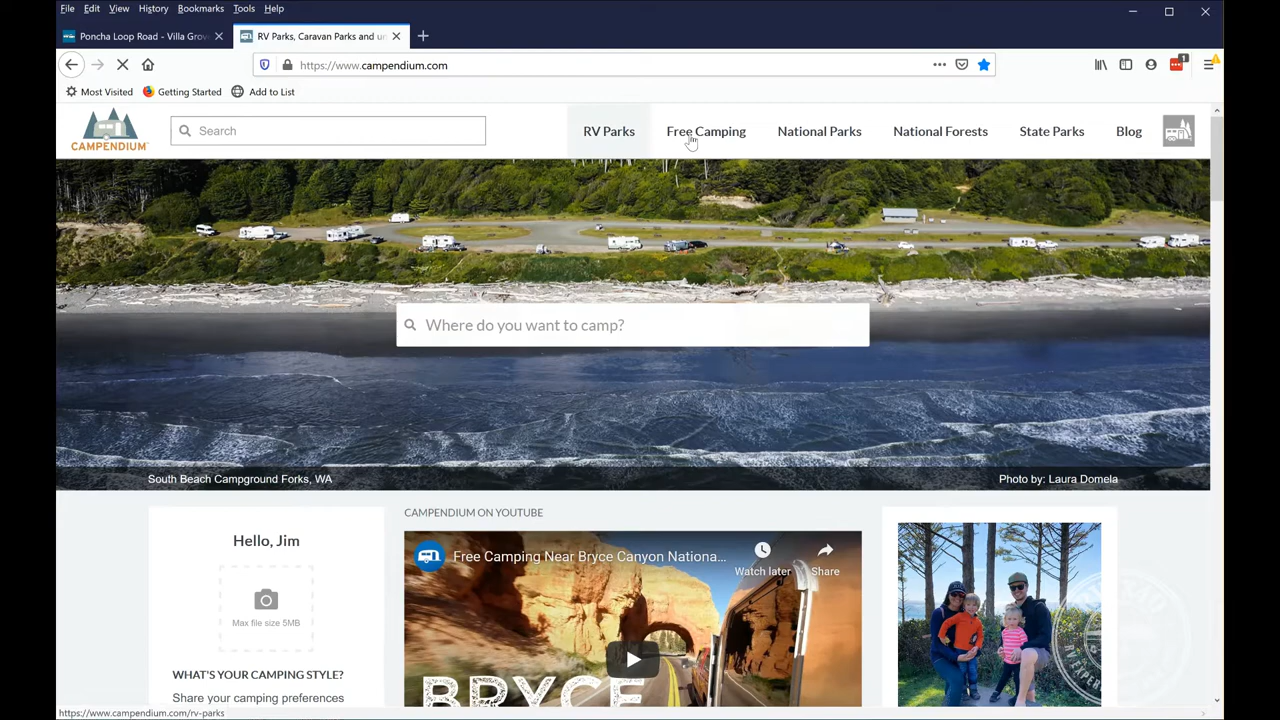 File Edit View History Bookmarks Tools Help
Poncha Loop Road - Villa Grov
RV Parks, Caravan Parks and un
https://www.campendium.com
1
Most Visited Getting Started Add to List
CAMPENDIUM
Search
RV Parks Free Camping National Parks National Forests State Parks Blog
Where do you want to camp?
South Beach Campground Forks, WA
Photo by: Laura Domela
Hello, Jim
Max file size 5MB
WHAT'S YOUR CAMPING STYLE?
Share your camping preferences
CAMPENDIUM ON YOUTUBE
Free Camping Near Bryce Canyon Nationa...
Watch later
Share
BRYCE
https://www.campendium.com/rv-parks